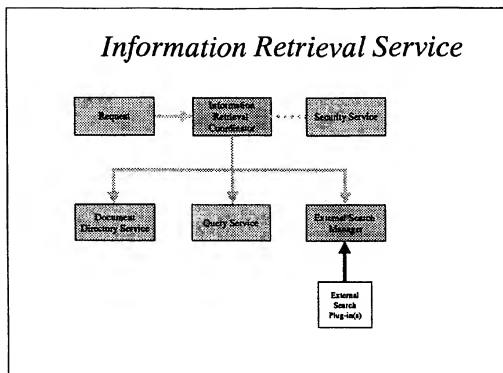 Information Retrieval Service
Request
Information
Retrieval
Coordinator
Security Service
Document
Directory Service
Query Service
External Search
Manager
External
Search
Plug-in(s)